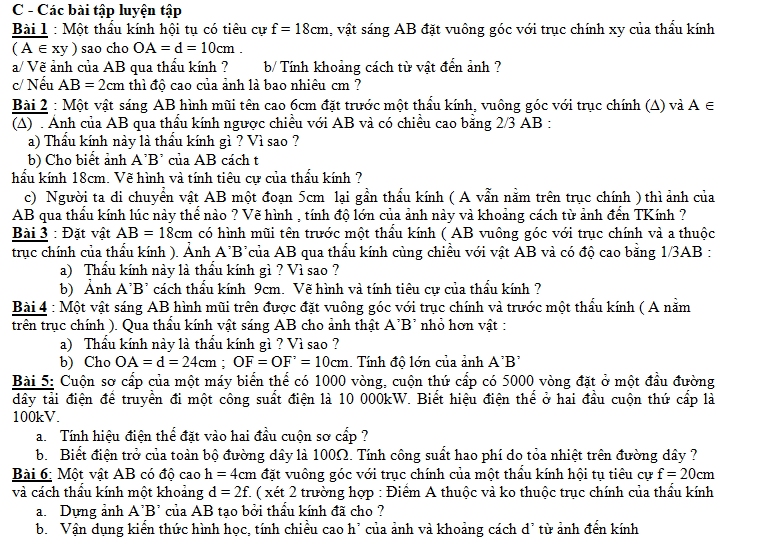 C - Các bài tập luyện tập
Bài 1 : Một thấu kính hội tụ có tiêu cự f = 18cm, vật sáng AB đặt vuông góc với trục chính xy của thấu kính
( A ∈ xy ) sao cho OA = d = 10cm .
a/ Vẽ ảnh của AB qua thấu kính ? b/ Tính khoảng cách từ vật đến ảnh ?
c/ Nếu AB = 2cm thì độ cao của ảnh là bao nhiêu cm ?
Bài 2 : Một vật sáng AB hình mũi tên cao 6cm đặt trước một thấu kính, vuông góc với trục chính (Δ) và A ∈
(Δ) . Ảnh của AB qua thấu kính ngược chiều với AB và có chiều cao bằng 2/3 AB :
a) Thấu kính này là thấu kính gì ? Vì sao ?
b) Cho biết ảnh A’B’ của AB cách t
hấu kính 18cm. Vẽ hình và tính tiêu cự của thấu kính ?
c) Người ta di chuyển vật AB một đoạn 5cm lại gần thấu kính ( A vẫn nằm trên trục chính ) thì ảnh của
AB qua thấu kính lúc này thế nào ? Vẽ hình , tính độ lớn của ảnh này và khoảng cách từ ảnh đến TKính ?
Bài 3 : Đặt vật AB = 18cm có hình mũi tên trước một thấu kính ( AB vuông góc với trục chính và a thuộc
trục chính của thấu kính ). Ảnh A’B’của AB qua thấu kính cùng chiều với vật AB và có độ cao bằng 1/3AB :
a) Thấu kính này là thấu kính gì ? Vì sao ?
b) Ảnh A’B’ cách thấu kính 9cm. Vẽ hình và tính tiêu cự của thấu kính ?
Bài 4 : Một vật sáng AB hình mũi trên được đặt vuông góc với trục chính và trước một thấu kính ( A nằm
trên trục chính ). Qua thấu kính vật sáng AB cho ảnh thật A’B’ nhỏ hơn vật :
a) Thấu kính này là thấu kính gì ? Vì sao ?
b) Cho OA = d = 24cm ; OF = OF’ = 10cm. Tính độ lớn của ảnh A’B’
Bài 5: Cuộn sơ cấp của một máy biến thế có 1000 vòng, cuộn thứ cấp có 5000 vòng đặt ở một đầu đường
dây tải điện để truyền đi một công suất điện là 10 000kW. Biết hiệu điện thế ở hai đầu cuộn thứ cấp là
100kV.
a. Tính hiệu điện thế đặt vào hai đầu cuộn sơ cấp ?
b. Biết điện trở của toàn bộ đường dây là 100Ω. Tính công suất hao phí do tỏa nhiệt trên đường dây ?
Bài 6: Một vật AB có độ cao h = 4cm đặt vuông góc với trục chính của một thấu kính hội tụ tiêu cự f = 20cm
và cách thấu kính một khoảng d = 2f. ( xét 2 trường hợp : Điểm A thuộc và ko thuộc trục chính của thấu kính
a. Dựng ảnh A’B’ của AB tạo bởi thấu kính đã cho ?
b. Vận dụng kiến thức hình học, tính chiều cao h’ của ảnh và khoảng cách d’ từ ảnh đến kính